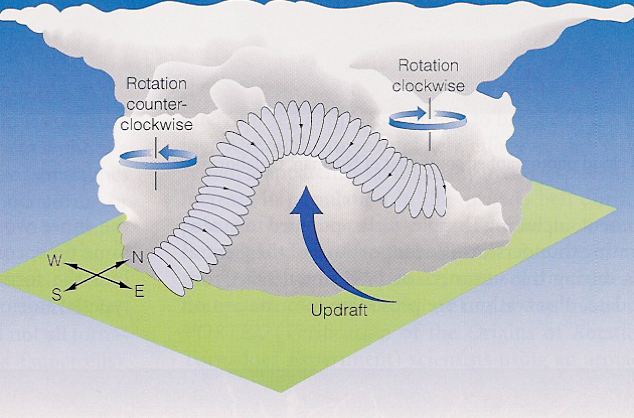 Rotation
counter-
clockwise
Rotation
clockwise
W
N
S
E
Updraft